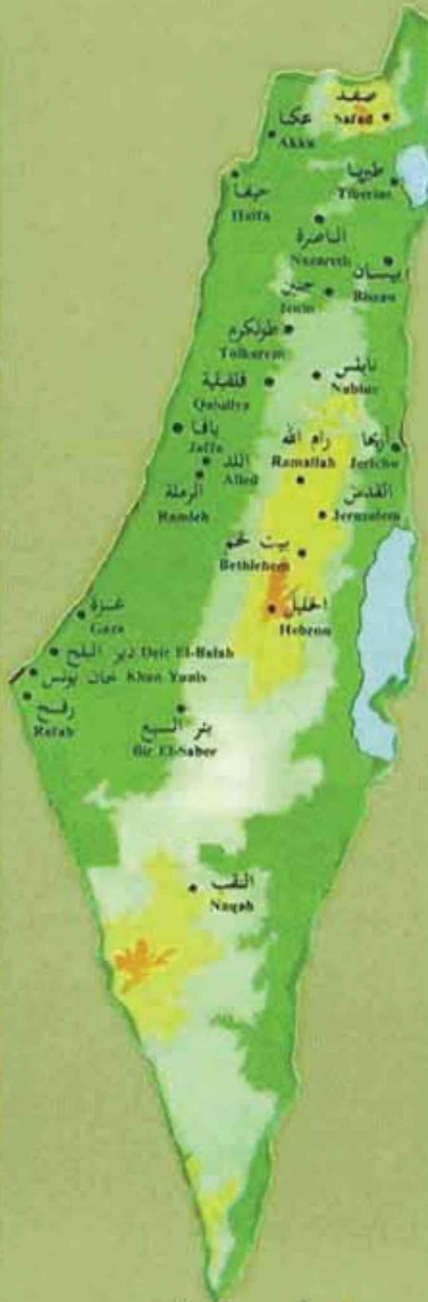 صفد
Safad
عكا
Akka
طبريا
Tiberias
حيفا
Haifa
الناصرة
Nazareth
بيسان
Bisan
جنين
Jenin
طولكرم
Tolkarem
نابلس
Nablus
قلقيلية
Qalqilya
يافا
Jaffa
رام الله
Ramallah
أريحا
Jericho
اللد
Allod
الرملة
Ramleh
القدس
Jerusalem
بيت لحم
Bethlehem
الخليل
Hebron
غزة
Gaza
دير البلح Deir El-Balah
خان يونس Khan Yunis
رفح
Rafah
بئر السبع
Bir El-Sabee
النقب
Naqab